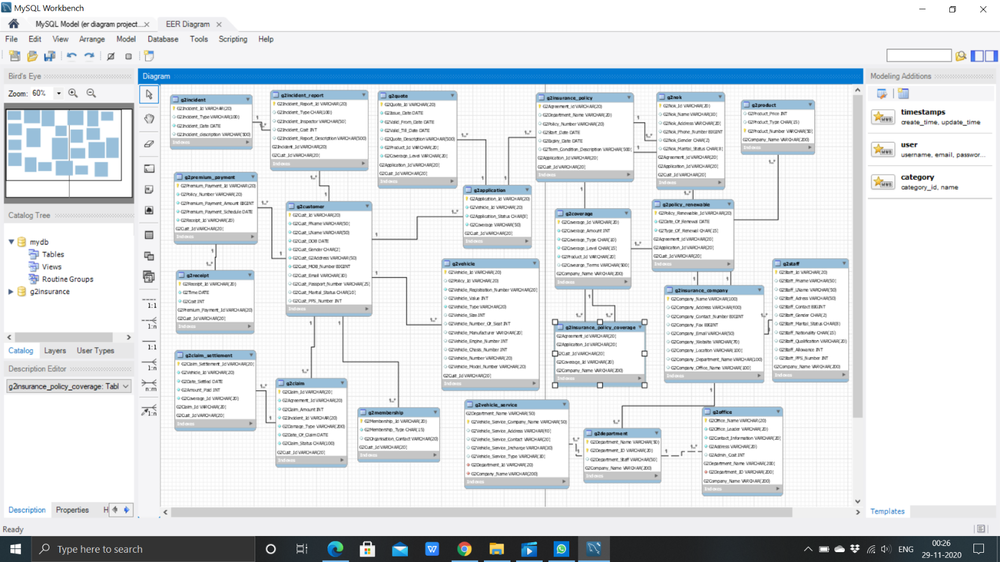 MySQL Workbench
MySQL Model (er diagram project...
EER Diagram
File Edit View Arrange Model Database Tools Scripting Help
Bird's Eye
Zoom: 60%
Catalog Tree
mydb
Tables
Views
Routine Groups
g2insurance
Catalog Layers User Types
Description Editor
g2insurance_policy_coverage: Tabl
Description Properties H
Ready
Diagram
1:1
1:n
1:1
1:n
n:m
1:n
g2incident
G2Incident_Id VARCHAR(20)
G2Incident_Type VARCHAR(100)
G2Incident_Date DATE
G2Incident_description VARCHAR(500)
Indexes
g2incident_report
G2Incident_Report_Id VARCHAR(20)
G2Incident_Type CHAR(100)
G2Incident_Inspector VARCHAR(50)
G2Incident_Cost INT
G2Incident_Report_Description VARCHAR(500)
G2Incident_Id VARCHAR(20)
G2Cust_Id VARCHAR(20)
Indexes
g2quote
G2Quote_Id VARCHAR(20)
G2Issue_Date DATE
G2Valid_From_Date DATE
G2Valid_Till_Date DATE
G2Quote_Description VARCHAR(500)
G2Product_Id VARCHAR(20)
G2Coverage_Level VARCHAR(20)
G2Application_Id VARCHAR(20)
G2Cust_Id VARCHAR(20)
Indexes
g2insurance_policy
G2Agreement_Id VARCHAR(20)
G2Department_Name VARCHAR(20)
G2Policy_Number VARCHAR(20)
G2Start_Date DATE
G2Expiry_Date DATE
G2Term_Condition_Description VARCHAR(500)
G2Application_Id VARCHAR(20)
G2Cust_Id VARCHAR(20)
Indexes
g2nok
G2Nok_Id VARCHAR(20)
G2Nok_Name VARCHAR(80)
G2Nok_Address VARCHAR(20)
G2Nok_Phone_Number BIGINT
G2Nok_Gender CHAR(2)
G2Nok_Marital_Status CHAR(8)
G2Agreement_Id VARCHAR(20)
G2Application_Id VARCHAR(20)
G2Cust_Id VARCHAR(20)
Indexes
g2product
G2Product_Price INT
G2Product_Type CHAR(15)
G2Product_Number VARCHAR(50)
G2Company_Name VARCHAR(200)
Indexes
g2premium_payment
G2Premium_Payment_Id VARCHAR(20)
G2Policy_Number VARCHAR(20)
G2Premium_Payment_Amount BIGINT
G2Premium_Payment_Schedule DATE
G2Receipt_Id VARCHAR(20)
G2Cust_Id VARCHAR(20)
Indexes
g2customer
G2Cust_Id VARCHAR(20)
G2Cust_FName VARCHAR(50)
G2Cust_LName VARCHAR(50)
G2Cust_DOB DATE
G2Cust_Gender CHAR(2)
G2Cust_G2Address VARCHAR(50)
G2Cust_MOB_Number BIGINT
G2Cust_Email VARCHAR(30)
G2Cust_Passport_Number VARCHAR(25)
G2Cust_Marital_Status CHAR(10)
G2Cust_PPS_Number INT
Indexes
g2application
G2Application_Id VARCHAR(20)
G2Vehicle_Id VARCHAR(20)
G2Application_Status CHAR(8)
G2Coverage VARCHAR(50)
G2Cust_Id VARCHAR(20)
Indexes
g2coverage
G2Coverage_Id VARCHAR(20)
G2Coverage_Amount INT
G2Coverage_Type CHAR(10)
G2Coverage_Level CHAR(15)
G2Product_Id VARCHAR(20)
G2Coverarge_Terms VARCHAR(500)
G2Company_Name VARCHAR(200)
Indexes
g2policy_renewable
G2Policy_Renewable_Id VARCHAR(20)
G2Date_Of_Renewal DATE
G2Type_Of_Renewal CHAR(15)
G2Agreement_Id VARCHAR(20)
G2Application_Id VARCHAR(20)
G2Cust_Id VARCHAR(20)
Indexes
g2receipt
G2Receipt_Id VARCHAR(20)
G2Time DATE
G2Cost INT
G2Premium_Payment_Id VARCHAR(20)
G2Cust_Id VARCHAR(20)
Indexes
g2vehicle
G2Vehicle_Id VARCHAR(20)
G2Policy_Id VARCHAR(20)
G2Vehicle_Registration_Number VARCHAR(20)
G2Vehicle_Value INT
G2Vehicle_Type VARCHAR(20)
G2Vehicle_Size INT
G2Vehicle_Number_Of_Seat INT
G2Vehicle_Manufacturer VARCHAR(20)
G2Vehicle_Engine_Number INT
G2Vehicle_Chasis_Number INT
G2Vehicle_Number VARCHAR(20)
G2Vehicle_Model_Number VARCHAR(20)
G2Cust_Id VARCHAR(20)
Indexes
g2insurance_company
G2Company_Name VARCHAR(100)
G2Company_Address VARCHAR(400)
G2Company_Contact_Number BIGINT
G2Company_Fax BIGINT
G2Company_Email VARCHAR(50)
G2Company_Website VARCHAR(70)
G2Company_Location VARCHAR(100)
G2Company_Department_Name VARCHAR(100)
G2Company_Office_Name VARCHAR(100)
Indexes
g2staff
G2Staff_Id VARCHAR(20)
G2Staff_Fname VARCHAR(50)
G2Staff_LName VARCHAR(50)
G2Staff_Adress VARCHAR(50)
G2Staff_Contact BIGINT
G2Staff_Gender CHAR(2)
G2Staff_Marital_Status CHAR(8)
G2Staff_Nationality CHAR(15)
G2Staff_Qualification VARCHAR(20)
G2Staff_Allowance INT
G2Staff_PPS_Number INT
G2Company_Name VARCHAR(200)
Indexes
g2insurance_policy_coverage
G2Agreement_Id VARCHAR(20)
G2Application_Id VARCHAR(20)
G2Cust_Id VARCHAR(20)
G2Coverage_Id VARCHAR(20)
G2Company_Name VARCHAR(200)
Indexes
g2claim_settlement
G2Claim_Settlement_Id VARCHAR(20)
G2Vehicle_Id VARCHAR(20)
G2Date_Settled DATE
G2Amount_Paid INT
G2Coverage_Id VARCHAR(20)
G2Claim_Id VARCHAR(20)
G2Cust_Id VARCHAR(20)
Indexes
g2claim
G2Claim_Id VARCHAR(20)
G2Agreement_Id VARCHAR(20)
G2Claim_Amount INT
G2Incident_Id VARCHAR(20)
G2Damage_Type VARCHAR(200)
G2Date_Of_Claim DATE
G2Claim_Status CHAR(100)
G2Cust_Id VARCHAR(20)
Indexes
g2membership
G2Membership_Id VARCHAR(20)
G2Membership_Type CHAR(15)
G2Organisation_Contact VARCHAR(20)
G2Cust_Id VARCHAR(20)
Indexes
g2vehicle_service
G2Department_Name VARCHAR(50)
G2Vehicle_Service_Company_Name VARCHAR(50)
G2Vehicle_Service_Address VARCHAR(40)
G2Vehicle_Service_Contact VARCHAR(20)
G2Vehicle_Service_Incharge VARCHAR(30)
G2Vehicle_Service_Type VARCHAR(30)
G2Department_Id VARCHAR(20)
G2Company_Name VARCHAR(200)
Indexes
g2department
G2Department_Name VARCHAR(50)
G2Department_ID VARCHAR(20)
G2Department_Staff VARCHAR(50)
G2Company_Name VARCHAR(200)
Indexes
g2office
G2Office_Name VARCHAR(20)
G2Office_Leader VARCHAR(20)
G2Contact_Information VARCHAR(20)
G2Address VARCHAR(20)
G2Admin_Cost INT
G2Department_Name VARCHAR(200)
G2Department_ID VARCHAR(200)
G2Company_Name VARCHAR(200)
Indexes
Modeling Additions
timestamps
create_time, update_time
user
username, email, passwor...
category
category_id, name
Templates
Type here to search
ENG
00:26
29-11-2020